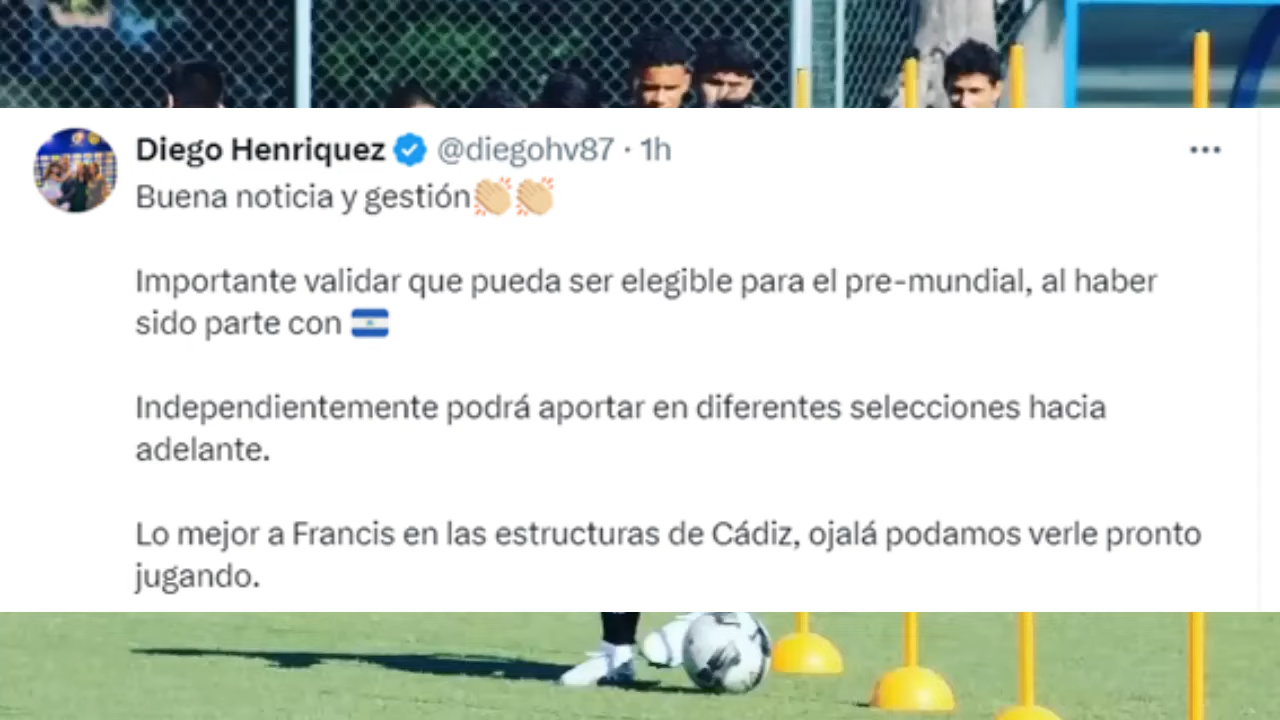 Diego Henriquez @diegohv87 · 1h
Buena noticia y gestión👏🏼👏🏼
Importante validar que pueda ser elegible para el pre-mundial, al haber
sido parte con 🇸🇻
Independientemente podrá aportar en diferentes selecciones hacia
adelante.
Lo mejor a Francis en las estructuras de Cádiz, ojalá podamos verle pronto
jugando.